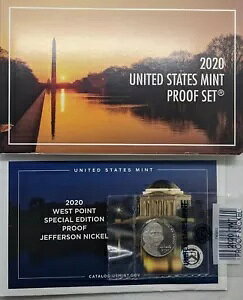 2020
UNITED STATES MINT
PROOF SET®
UNITED STATES MINT
2020
WEST POINT
SPECIAL EDITION
PROOF
JEFFERSON NICKEL
CATALOG.USMINT.GOV